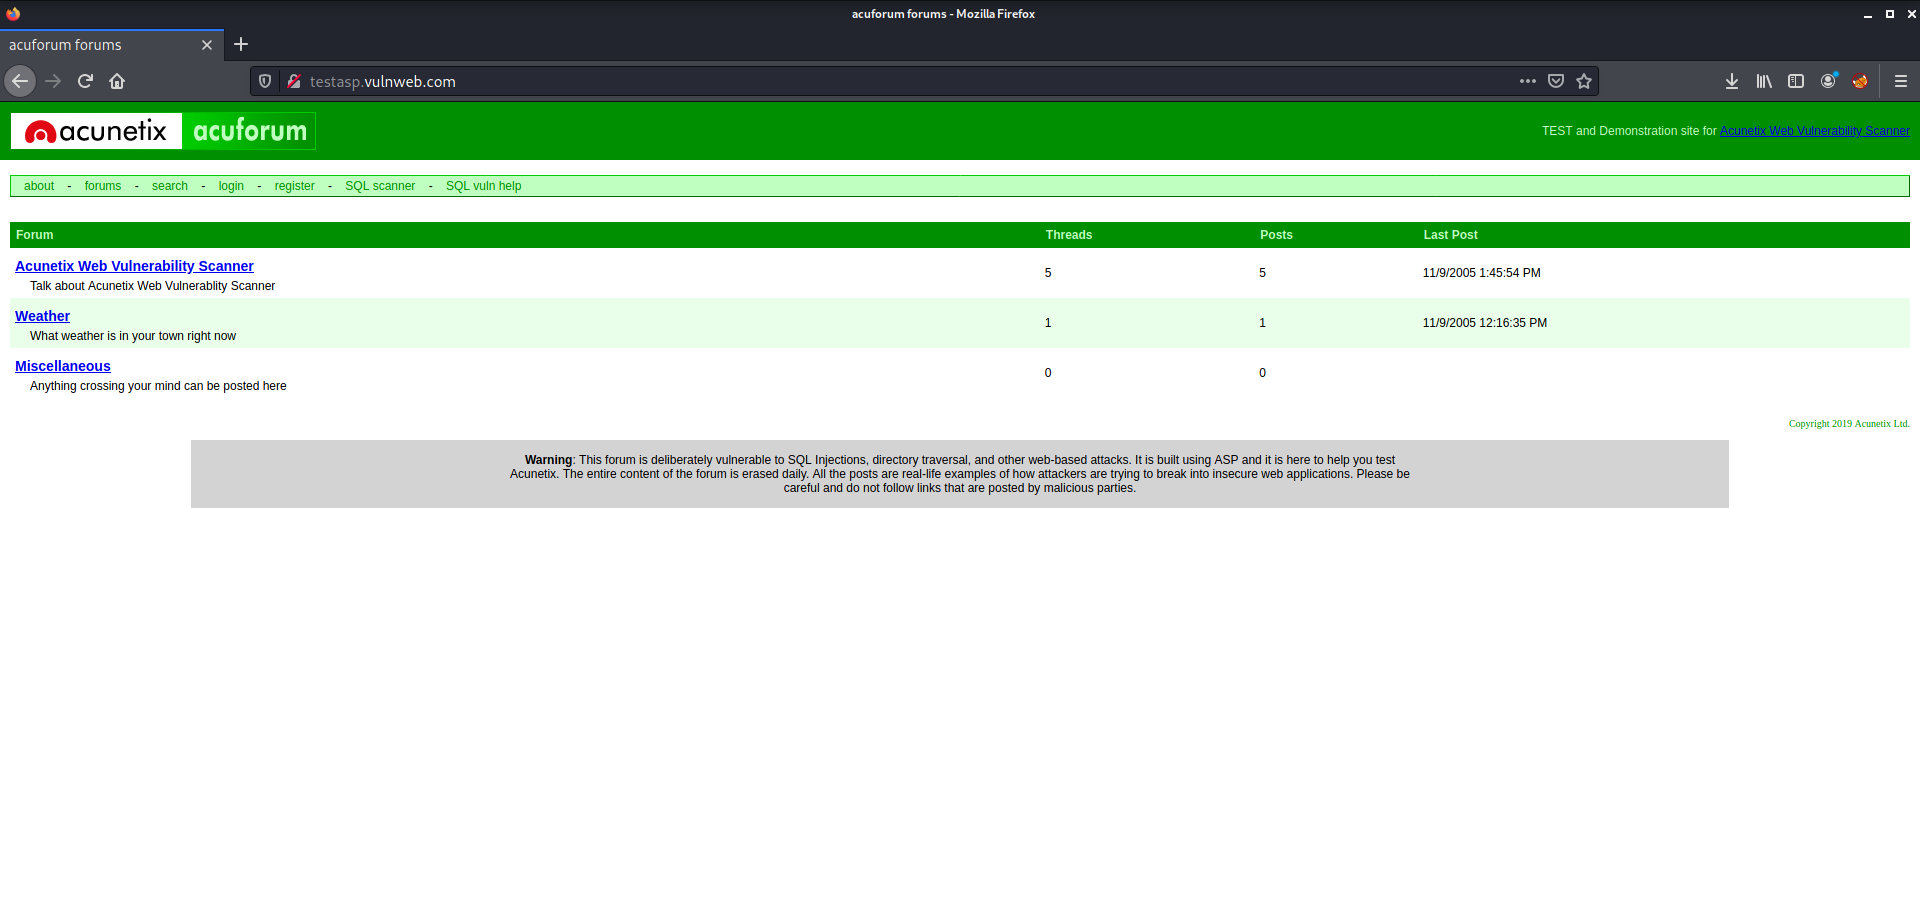 acuforum forums - Mozilla Firefox
acuforum forums
testasp.vulnweb.com
acunetix acuforum
TEST and Demonstration site for Acunetix Web Vulnerability Scanner
about - forums - search - login - register - SQL scanner - SQL vuln help
Forum Threads Posts Last Post
Acunetix Web Vulnerability Scanner
Talk about Acunetix Web Vulnerablity Scanner
5 5 11/9/2005 1:45:54 PM
Weather
What weather is in your town right now
1 1 11/9/2005 12:16:35 PM
Miscellaneous
Anything crossing your mind can be posted here
0 0
Copyright 2019 Acunetix Ltd.
Warning: This forum is deliberately vulnerable to SQL Injections, directory traversal, and other web-based attacks. It is built using ASP and it is here to help you test
Acunetix. The entire content of the forum is erased daily. All the posts are real-life examples of how attackers are trying to break into insecure web applications. Please be
careful and do not follow links that are posted by malicious parties.